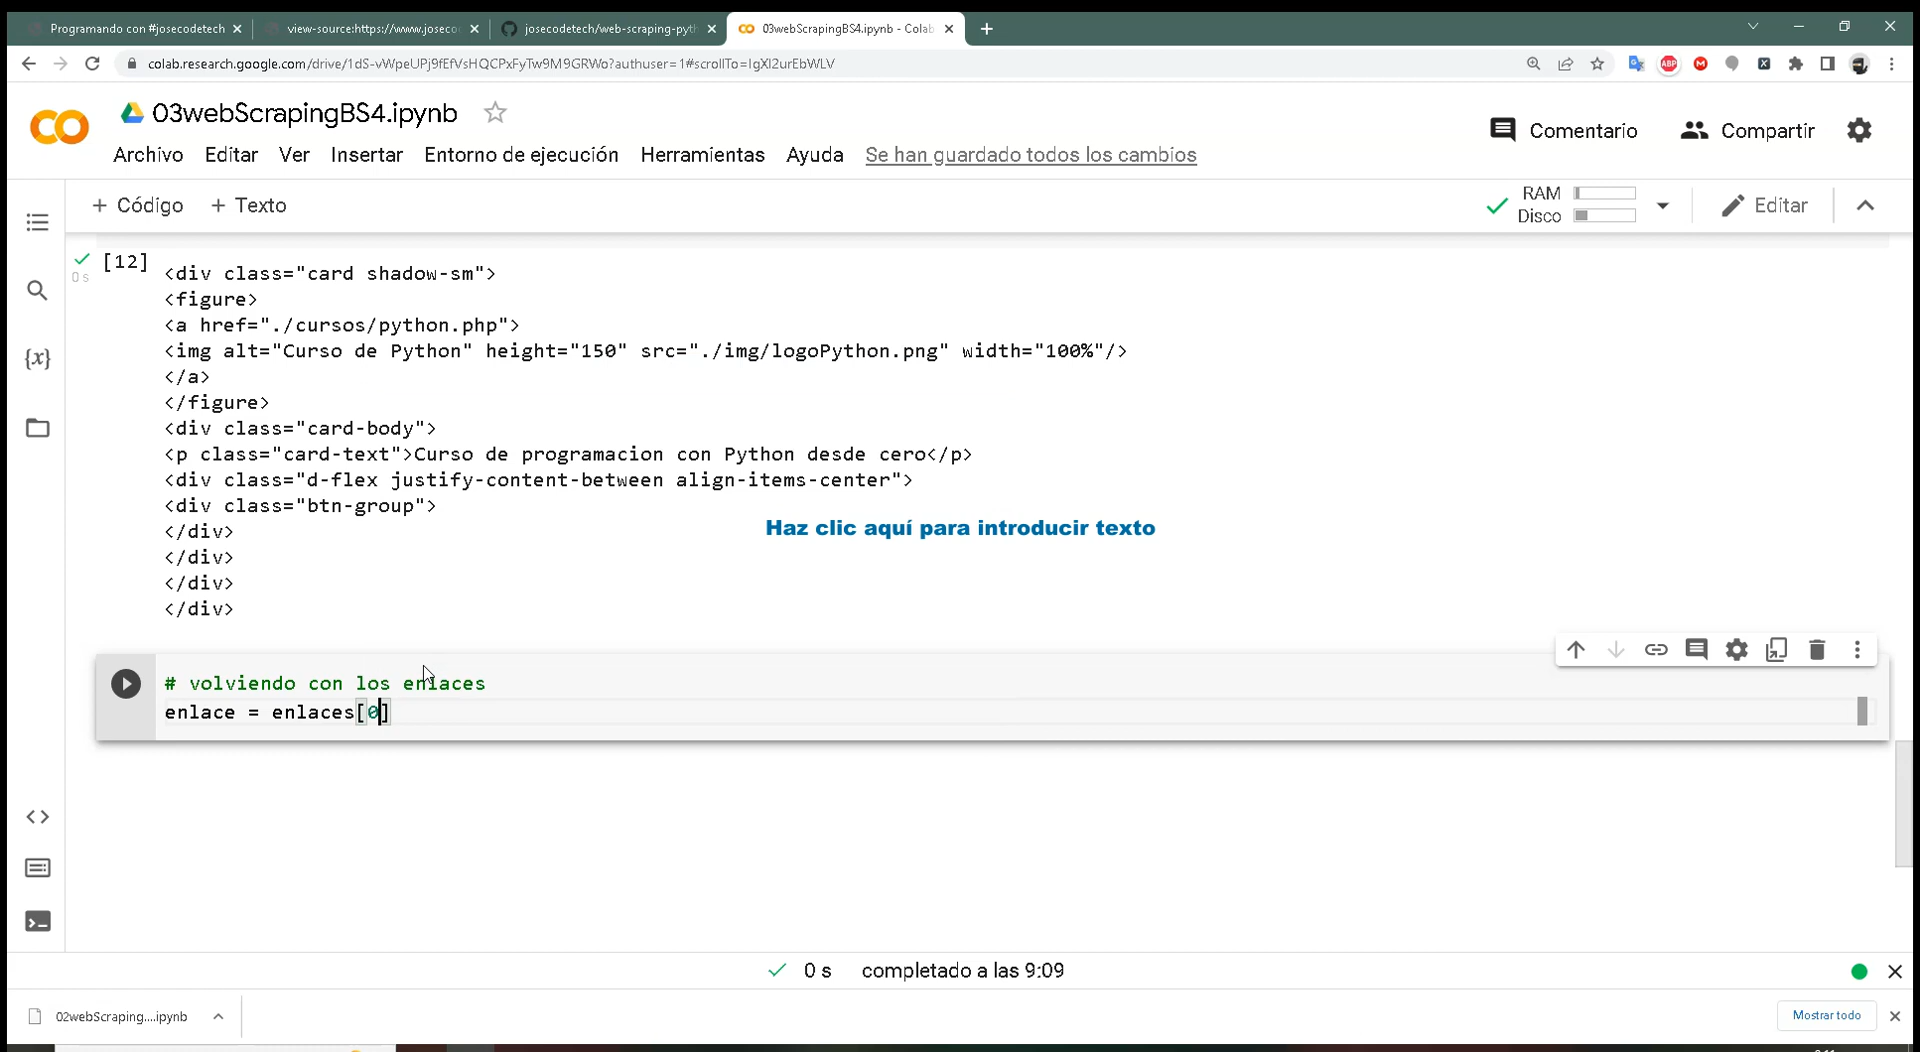 Programando con #josecodetech
view-source:https://www.joseco
josecodetech/web-scraping-pyth
03webScrapingBS4.ipynb - Colab
colab.research.google.com/drive/1dS-vWpeUPj9fEfVsHQCPxFyTw9M9GRWo?authuser=1#scrollTo=IgXI2urEbWLV
ABP
03webScrapingBS4.ipynb
Comentario
Compartir
Archivo Editar Ver Insertar Entorno de ejecución Herramientas Ayuda Se han guardado todos los cambios
+ Código + Texto
RAM
Disco
Editar
[12]
0 s
<div class="card shadow-sm">
<figure>
<a href="./cursos/python.php">
<img alt="Curso de Python" height="150" src="./img/logoPython.png" width="100%"/>
</a>
</figure>
<div class="card-body">
<p class="card-text">Curso de programacion con Python desde cero</p>
<div class="d-flex justify-content-between align-items-center">
<div class="btn-group">
Haz clic aquí para introducir texto
</div>
</div>
</div>
</div>
# volviendo con los enlaces
enlace = enlaces[0]
0 s completado a las 9:09
02webScraping....ipynb
Mostrar todo